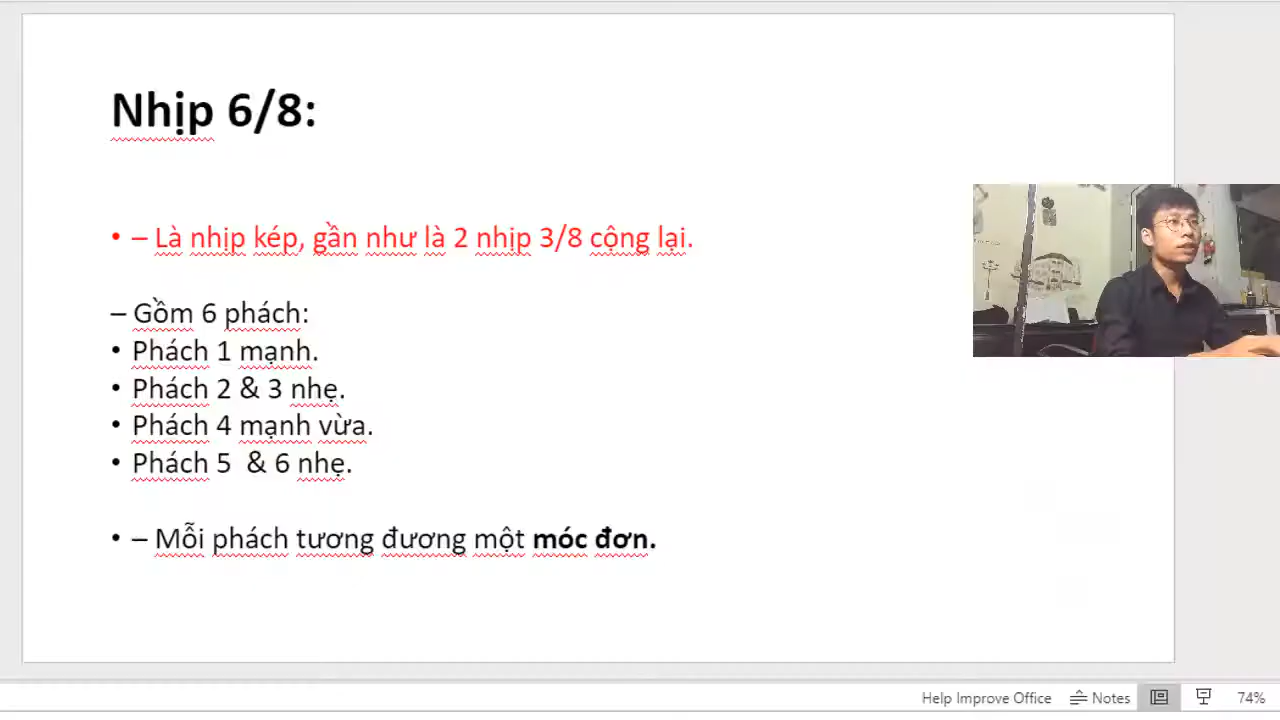 Nhịp 6/8:
• – Là nhịp kép, gần như là 2 nhịp 3/8 cộng lại.
– Gồm 6 phách:
• Phách 1 mạnh.
• Phách 2 & 3 nhẹ.
• Phách 4 mạnh vừa.
• Phách 5  & 6 nhẹ.
• – Mỗi phách tương đương một móc đơn.
Help Improve Office
Notes
74%